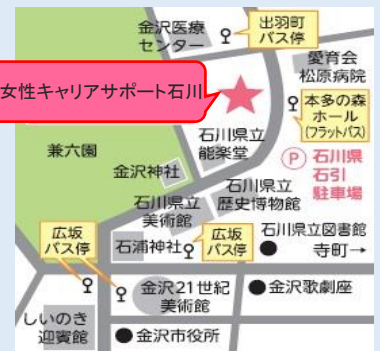 金沢医療
センター
出羽町
バス停
愛育会
松原病院
女性キャリアサポート石川
本多の森
ホール
(フラットバス)
石川県立
能楽堂
兼六園
P 石川県
石引
駐車場
金沢神社
石川県立
歴史博物館
石川県立
美術館
広坂
バス停
石浦神社
広坂
バス停
石川県立図書館
寺町→
金沢21世紀
美術館
金沢歌劇座
しいのき
迎賓館
金沢市役所